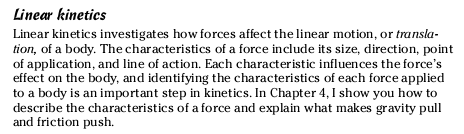 Linear kinetics
Linear kinetics investigates how forces affect the linear motion, or transla-
tion, of a body. The characteristics of a force include its size, direction, point
of application, and line of action. Each characteristic influences the force's
effect on the body, and identifying the characteristics of each force applied
to a body is an important step in kinetics. In Chapter 4, I show you how to
describe the characteristics of a force and explain what makes gravity pull
and friction push.